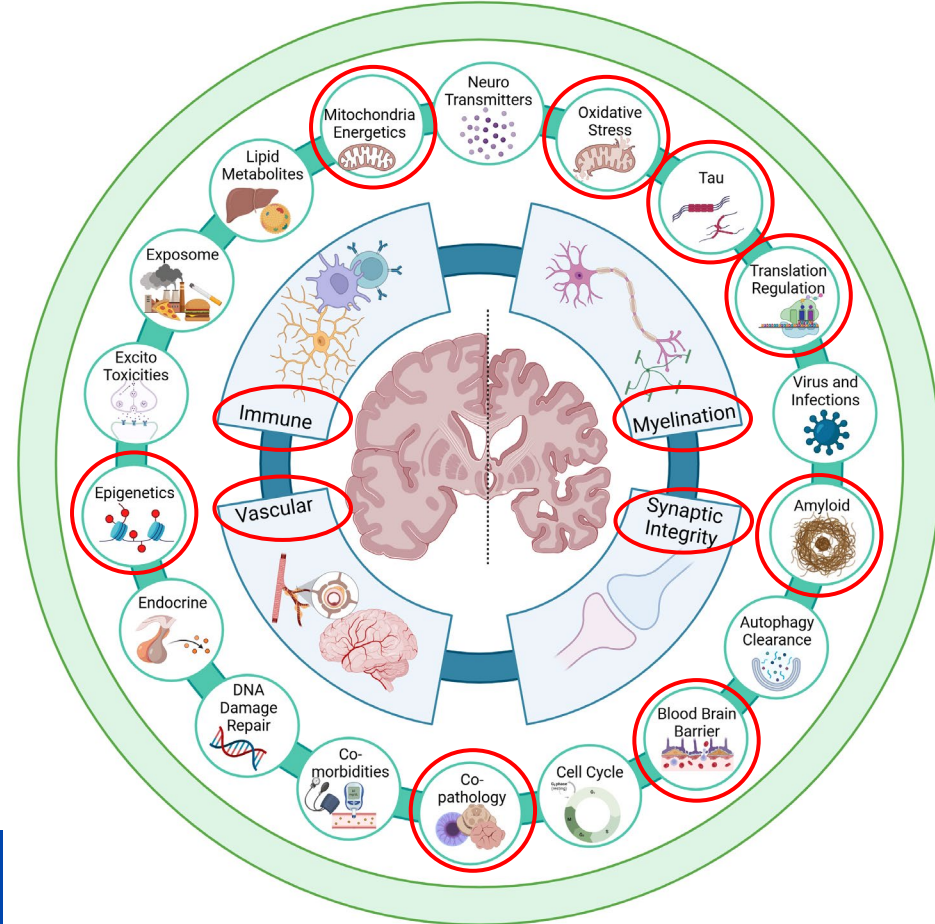 Neuro
Transmitters
Oxidative
Stress
Tau
Translation
Regulation
Virus and
Infections
Amyloid
Autophagy
Clearance
Blood Brain
Barrier
Cell Cycle
Co-
pathology
Co-
morbidities
DNA
Damage
Repair
Endocrine
Epigenetics
Excito
Toxicities
Exposome
Lipid
Metabolites
Mitochondria
Energetics
Immune
Myelination
Vascular
Synaptic
Integrity